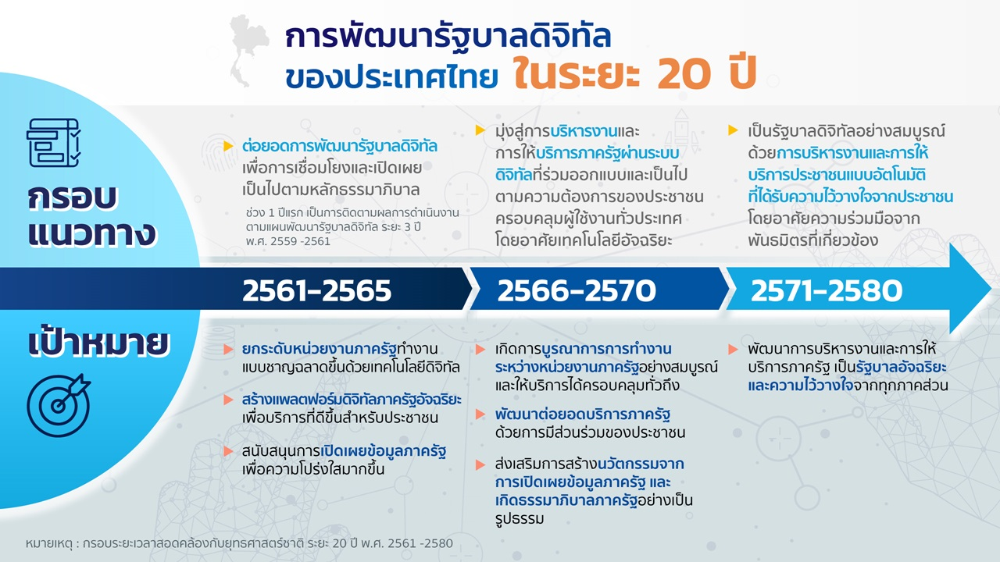 การพัฒนารัฐบาลดิจิทัล
ของประเทศไทย ในระยะ 20 ปี
กรอบ
แนวทาง
ต่อยอดการพัฒนารัฐบาลดิจิทัล
เพื่อการเชื่อมโยงและเปิดเผย
เป็นไปตามหลักธรรมาภิบาล
ช่วง 1 ปีแรก เป็นการติดตามผลการดำเนินงาน
ตามแผนพัฒนารัฐบาลดิจิทัล ระยะ 3 ปี
พ.ศ. 2559 -2561
มุ่งสู่การบริหารงานและ
การให้บริการภาครัฐผ่านระบบ
ดิจิทัลที่ร่วมออกแบบและเป็นไป
ตามความต้องการของประชาชน
ครอบคลุมผู้ใช้งานทั่วประเทศ
โดยอาศัยเทคโนโลยีอัจฉริยะ
เป็นรัฐบาลดิจิทัลอย่างสมบูรณ์
ด้วยการบริหารงานและการให้
บริการประชาชนแบบอัตโนมัติ
ที่ได้รับความไว้วางใจจากประชาชน
โดยอาศัยความร่วมมือจาก
พันธมิตรที่เกี่ยวข้อง
2561-2565
2566-2570
2571-2580
เป้าหมาย
ยกระดับหน่วยงานภาครัฐทำงาน
แบบชาญฉลาดขึ้นด้วยเทคโนโลยีดิจิทัล
สร้างแพลตฟอร์มดิจิทัลภาครัฐอัจฉริยะ
เพื่อบริการที่ดีขึ้นสำหรับประชาชน
สนับสนุนการเปิดเผยข้อมูลภาครัฐ
เพื่อความโปร่งใสมากขึ้น
เกิดการบูรณาการการทำงาน
ระหว่างหน่วยงานภาครัฐอย่างสมบูรณ์
และให้บริการได้ครอบคลุมทั่วถึง
พัฒนาต่อยอดบริการภาครัฐ
ด้วยการมีส่วนร่วมของประชาชน
ส่งเสริมการสร้างนวัตกรรมจาก
การเปิดเผยข้อมูลภาครัฐ และ
เกิดธรรมาภิบาลภาครัฐอย่างเป็น
รูปธรรม
พัฒนาการบริหารงานและการให้
บริการภาครัฐ เป็นรัฐบาลอัจฉริยะ
และความไว้วางใจจากทุกภาคส่วน
หมายเหตุ : กรอบระยะเวลาสอดคล้องกับยุทธศาสตร์ชาติ ระยะ 20 ปี พ.ศ. 2561 -2580